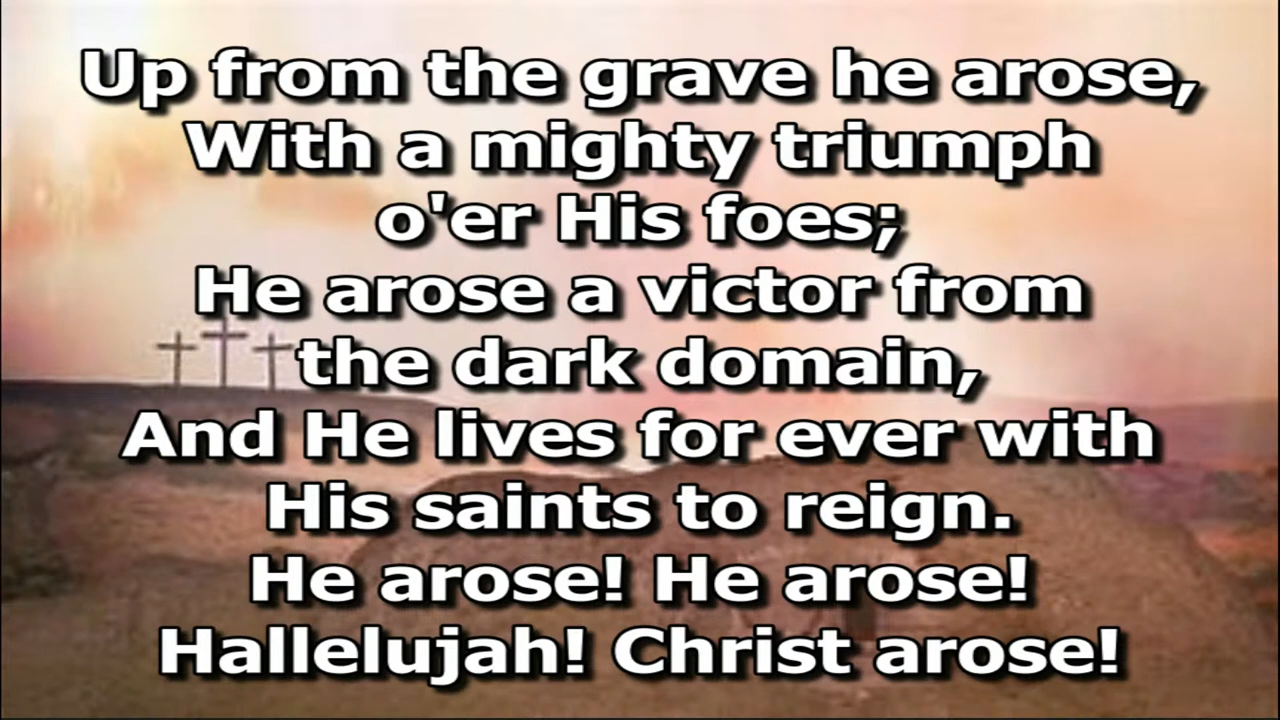 Up from the grave he arose,
With a mighty triumph
o'er His foes;
He arose a victor from
the dark domain,
And He lives for ever with
His saints to reign.
He arose! He arose!
Hallelujah! Christ arose!